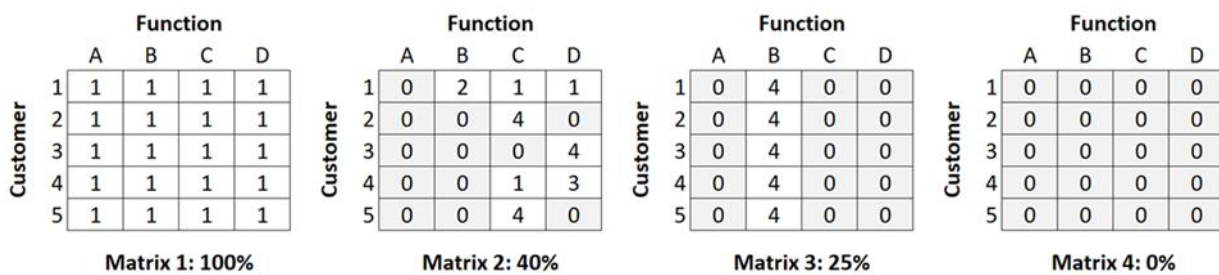 Function Function Function Function
A B C D A B C D A B C D A B C D
1 1 1 1 1 1 0 2 1 1 1 0 4 0 0 1 0 0 0 0
2 1 1 1 1 2 0 0 4 0 2 0 4 0 0 2 0 0 0 0
3 1 1 1 1 3 0 0 0 4 3 0 4 0 0 3 0 0 0 0
4 1 1 1 1 4 0 0 1 3 4 0 4 0 0 4 0 0 0 0
5 1 1 1 1 5 0 0 4 0 5 0 4 0 0 5 0 0 0 0
Customer Customer Customer Customer
Matrix 1: 100% Matrix 2: 40% Matrix 3: 25% Matrix 4: 0%